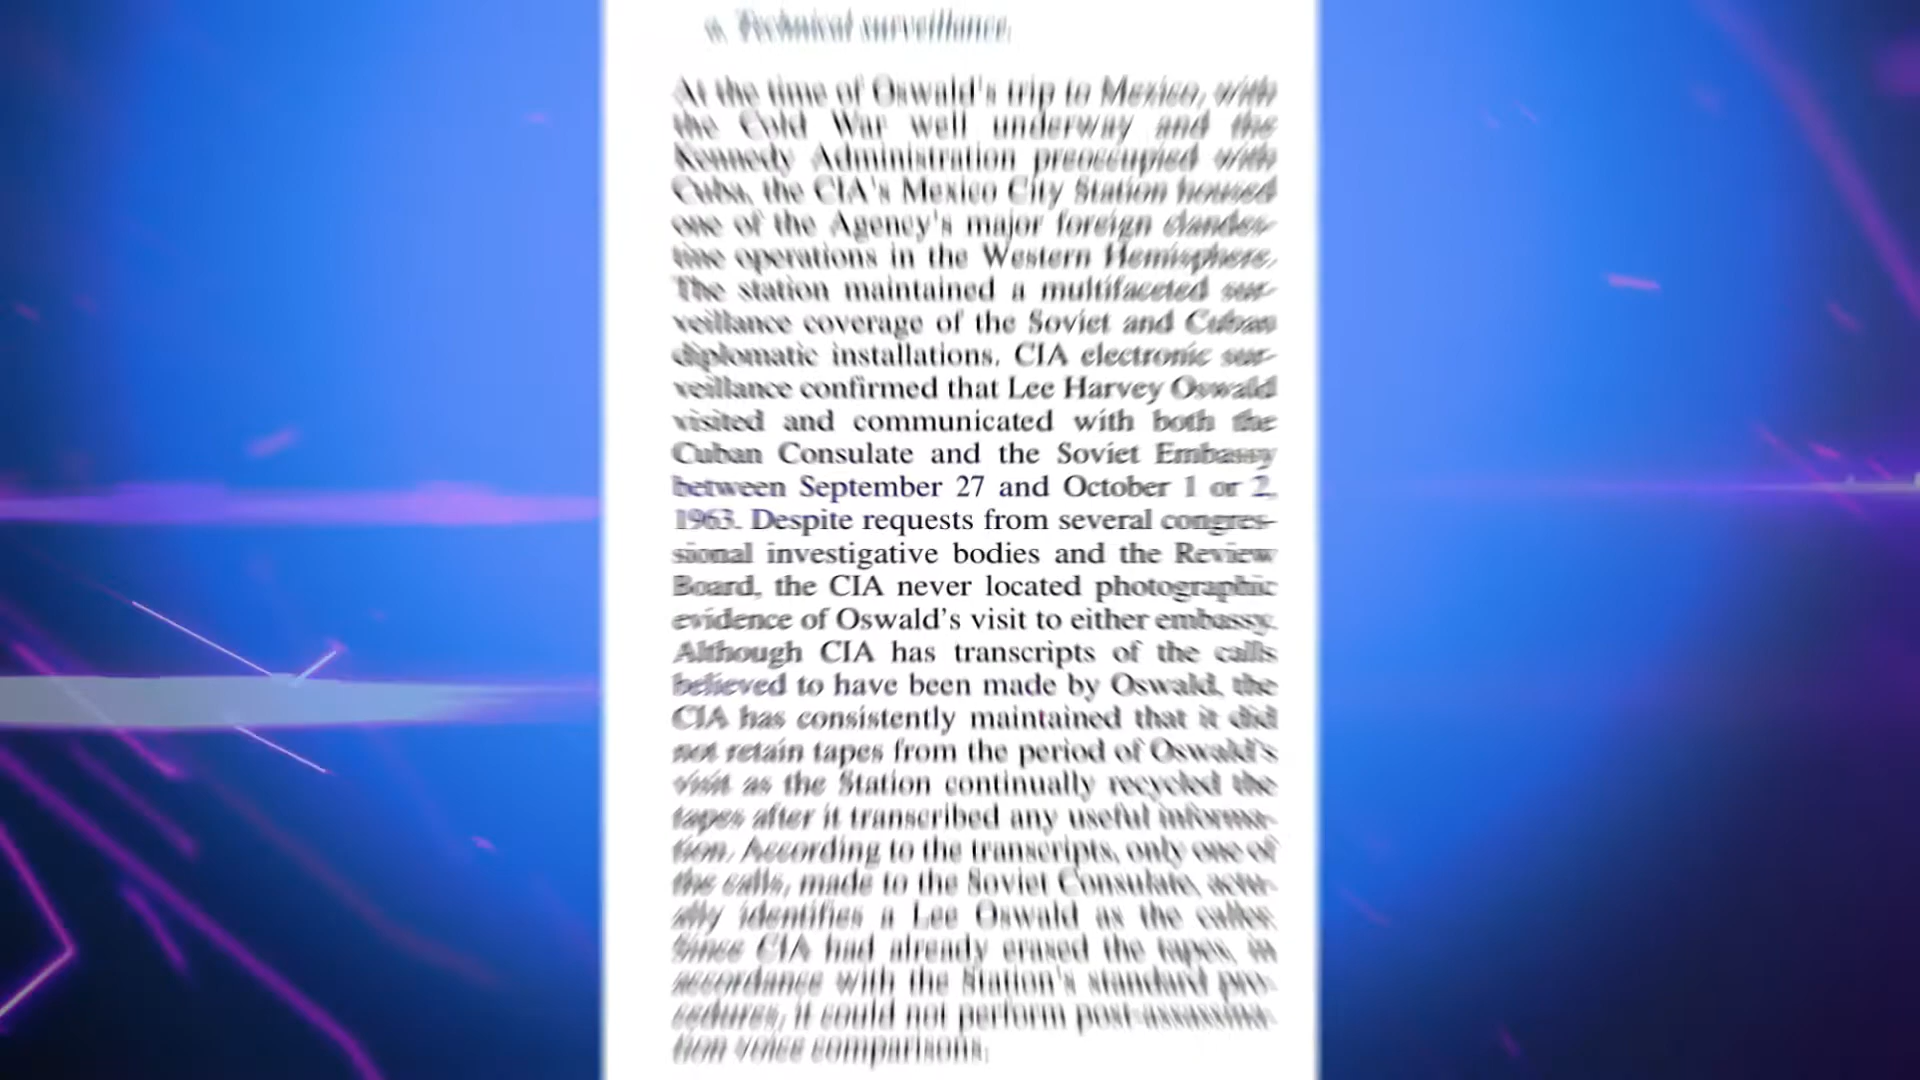 a. Technical surveillance.
At the time of Oswald's trip to Mexico, with
the Cold War well underway and the
Kennedy Administration preoccupied with
Cuba, the CIA's Mexico City Station housed
one of the Agency's major foreign clandes-
tine operations in the Western Hemisphere.
The station maintained a multifaceted sur-
veillance coverage of the Soviet and Cuban
diplomatic installations. CIA electronic sur-
veillance confirmed that Lee Harvey Oswald
visited and communicated with both the
Cuban Consulate and the Soviet Embassy
between September 27 and October 1 or 2,
1963. Despite requests from several congres-
sional investigative bodies and the Review
Board, the CIA never located photographic
evidence of Oswald's visit to either embassy.
Although CIA has transcripts of the calls
believed to have been made by Oswald, the
CIA has consistently maintained that it did
not retain tapes from the period of Oswald's
visit as the Station continually recycled the
tapes after it transcribed any useful informa-
tion. According to the transcripts, only one of
the calls, made to the Soviet Consulate, actu-
ally identifies a Lee Oswald as the caller.
Since CIA had already erased the tapes, in
accordance with the Station's standard pro-
cedures, it could not perform post-assassina-
tion voice comparisons.